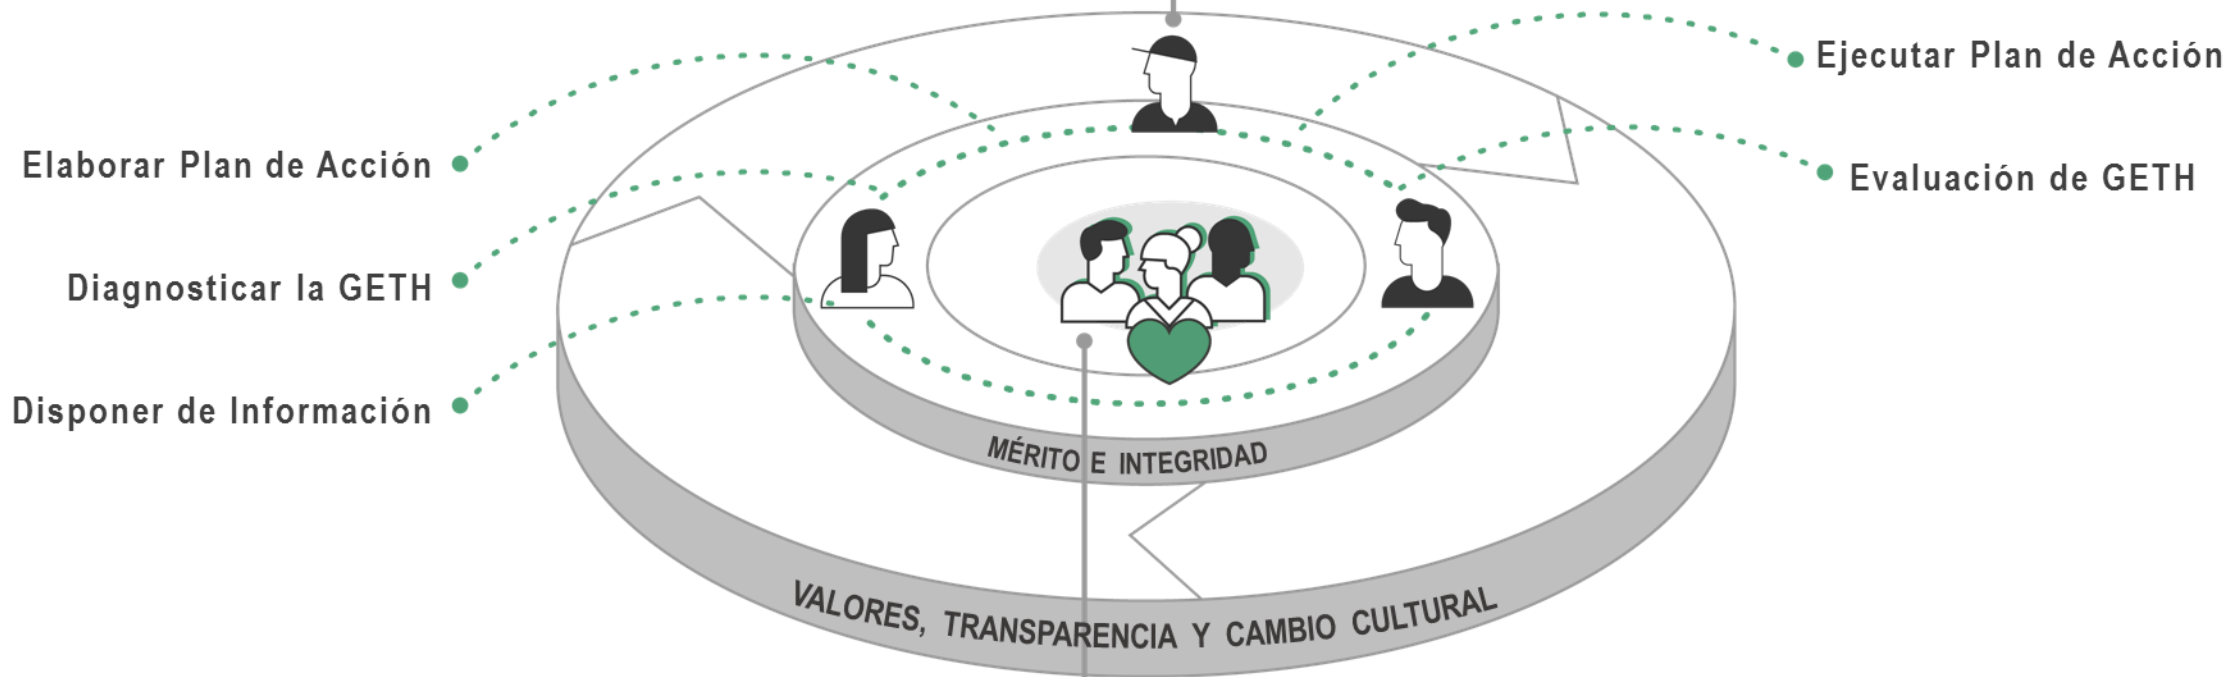 Ejecutar Plan de Acción
Elaborar Plan de Acción
Evaluación de GETH
Diagnosticar la GETH
Disponer de Información
MÉRITO E INTEGRIDAD
VALORES, TRANSPARENCIA Y CAMBIO CULTURAL